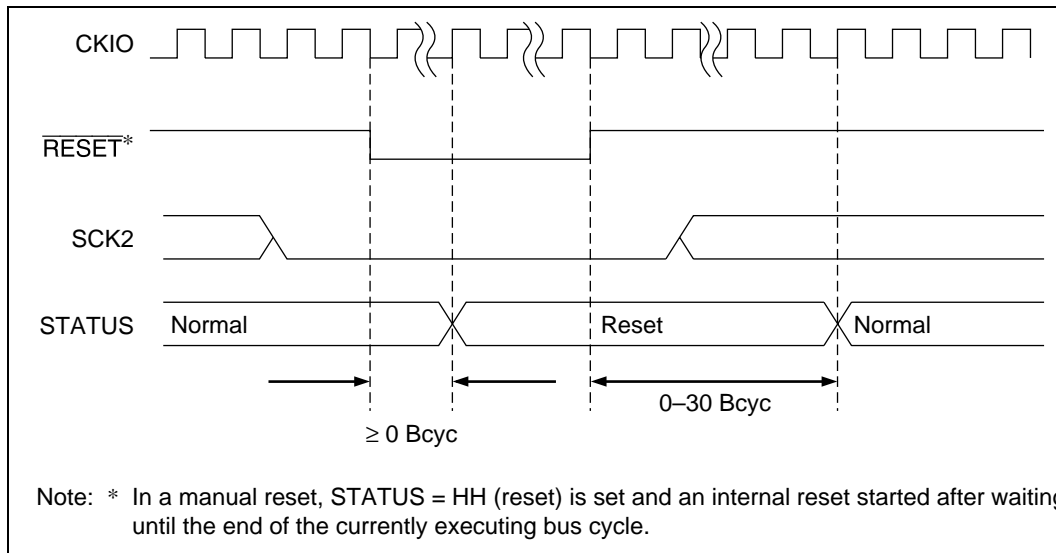 CKIO
RESET*
SCK2
STATUS Normal Reset Normal
0–30 Bcyc
≥ 0 Bcyc
Note: * In a manual reset, STATUS = HH (reset) is set and an internal reset started after waiting
until the end of the currently executing bus cycle.